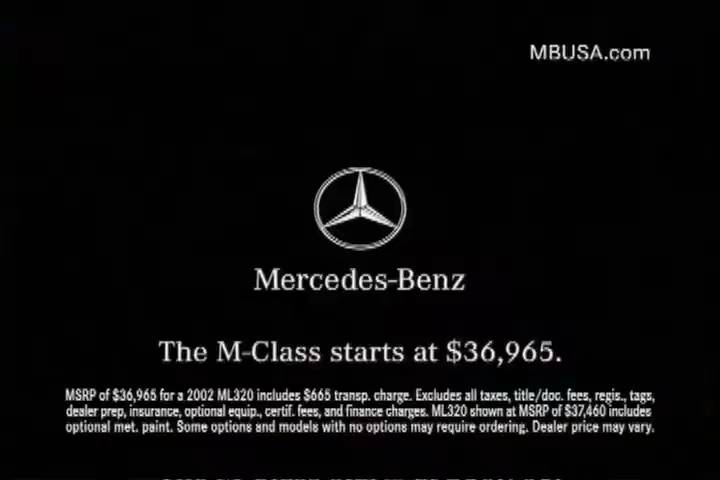 MBUSA.com
Mercedes-Benz
The M-Class starts at $36,965.
MSRP of $36,965 for a 2002 ML320 includes $665 transp. charge. Excludes all taxes, title/doc. fees, regis., tags,
dealer prep, insurance, optional equip., certif. fees, and finance charges. ML320 shown at MSRP of $37,460 includes
optional met. paint. Some options and models with no options may require ordering. Dealer price may vary.